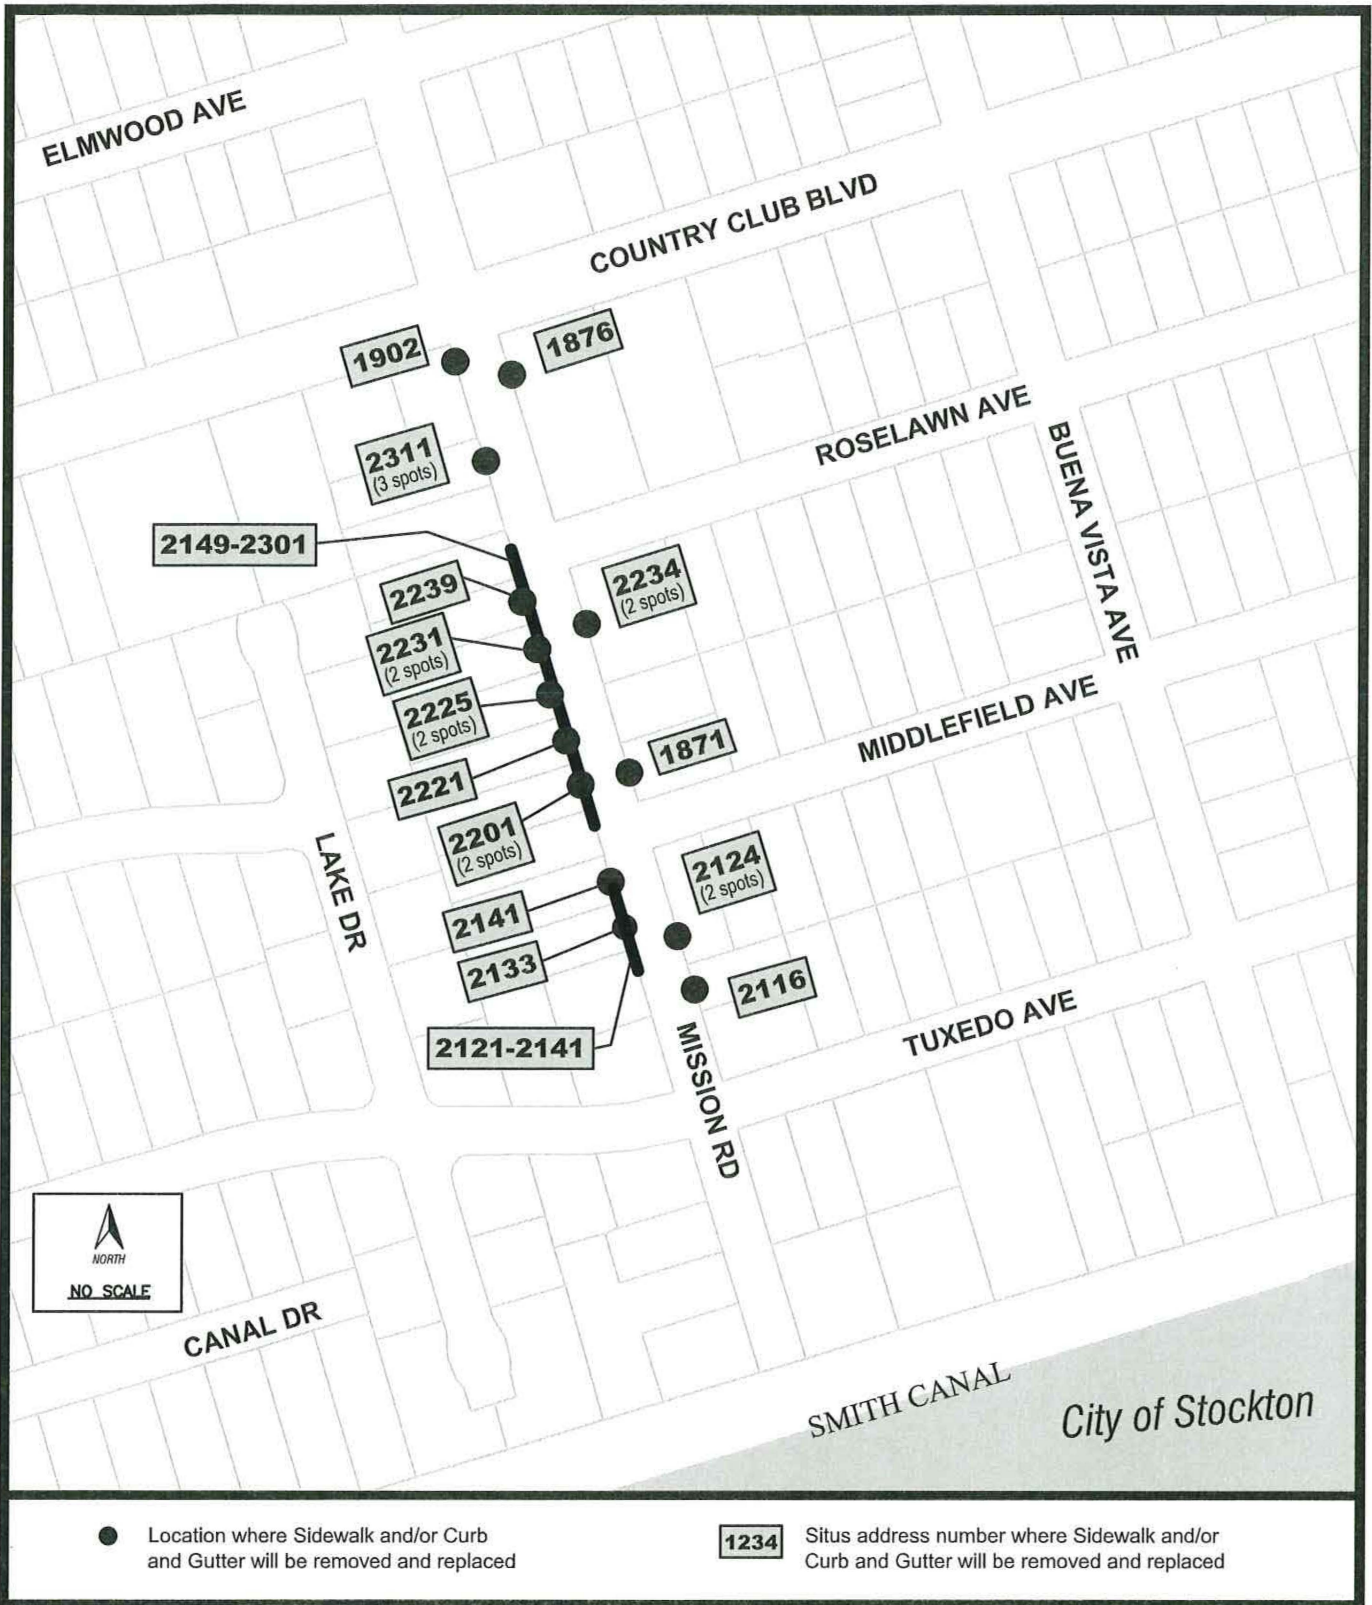 ELMWOOD AVE
COUNTRY CLUB BLVD
1902
1876
2311
(3 spots)
ROSELAWN AVE
BUENA VISTA AVE
2149-2301
2239
2234
(2 spots)
2231
(2 spots)
2225
(2 spots)
MIDDLEFIELD AVE
1871
2221
2201
(2 spots)
LAKE DR
2124
(2 spots)
2141
2133
2116
2121-2141
TUXEDO AVE
MISSION RD
NORTH
NO SCALE
CANAL DR
SMITH CANAL
City of Stockton
Location where Sidewalk and/or Curb
and Gutter will be removed and replaced
1234
Situs address number where Sidewalk and/or
Curb and Gutter will be removed and replaced